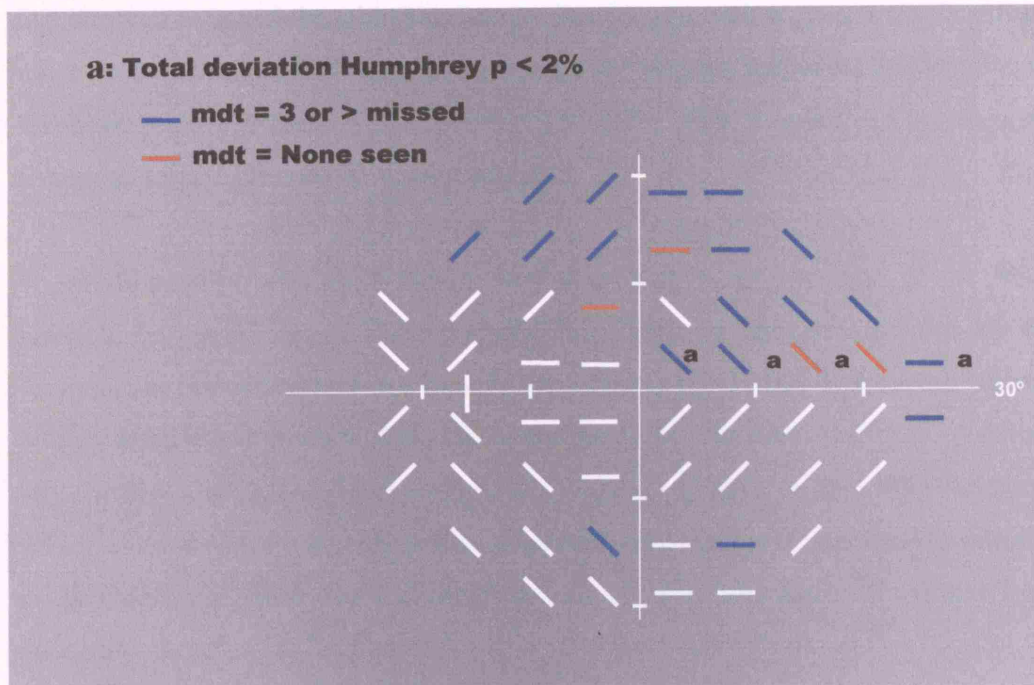 a: Total deviation Humphrey p < 2%
mdt = 3 or > missed
mdt = None seen
a a a a
30°